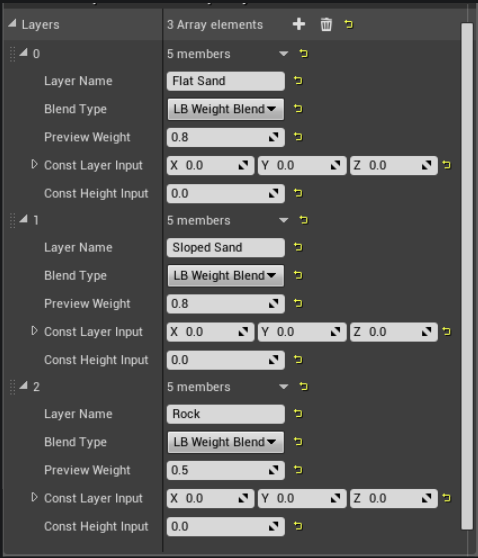 Layers 3 Array elements
0 5 members
Layer Name Flat Sand
Blend Type LB Weight Blend
Preview Weight 0.8
Const Layer Input X 0.0 Y 0.0 Z 0.0
Const Height Input 0.0
1 5 members
Layer Name Sloped Sand
Blend Type LB Weight Blend
Preview Weight 0.8
Const Layer Input X 0.0 Y 0.0 Z 0.0
Const Height Input 0.0
2 5 members
Layer Name Rock
Blend Type LB Weight Blend
Preview Weight 0.5
Const Layer Input X 0.0 Y 0.0 Z 0.0
Const Height Input 0.0